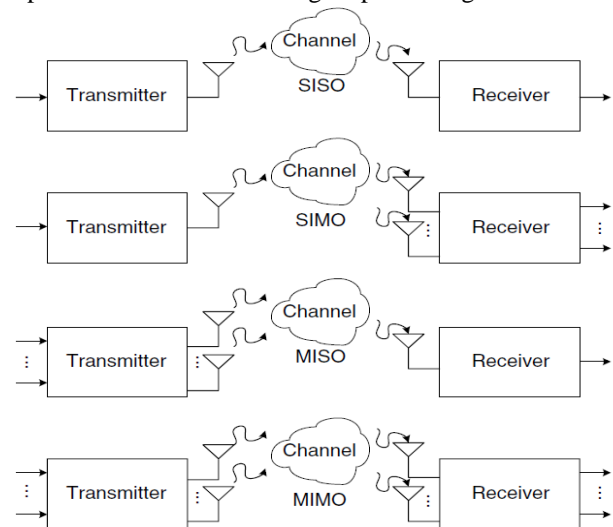 Channel
Transmitter
SISO
Receiver
Channel
Transmitter
SIMO
Receiver
Channel
Transmitter
MISO
Receiver
Channel
Transmitter
MIMO
Receiver